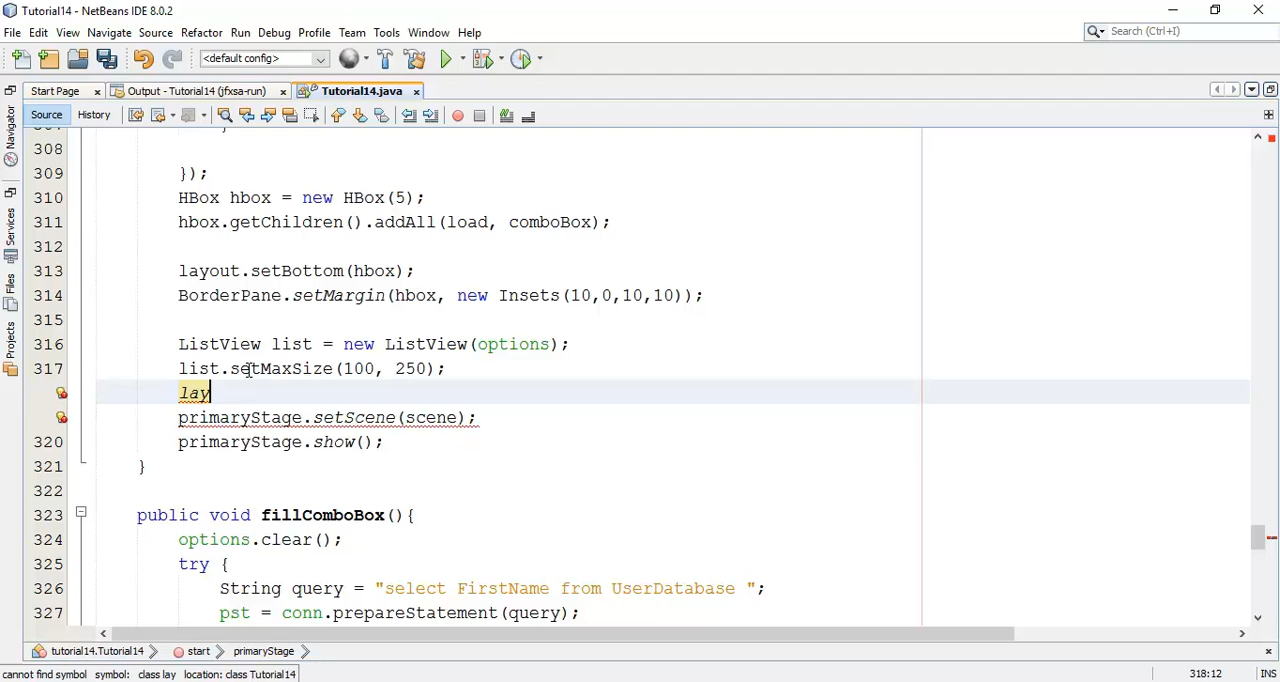 Tutorial14 - NetBeans IDE 8.0.2
File Edit View Navigate Source Refactor Run Debug Profile Team Tools Window Help
Search (Ctrl+I)
<default config>
Start Page
Output - Tutorial14 (jfxsa-run)
Tutorial14.java
Source History
Navigator
Services
Files
Projects
308
309 });
310 HBox hbox = new HBox(5);
311 hbox.getChildren().addAll(load, comboBox);
312
313 layout.setBottom(hbox);
314 BorderPane.setMargin(hbox, new Insets(10,0,10,10));
315
316 ListView list = new ListView(options);
317 list.setMaxSize(100, 250);
lay
primaryStage.setScene(scene);
320 primaryStage.show();
321 }
322
323 public void fillComboBox(){
324 options.clear();
325 try {
326 String query = "select FirstName from UserDatabase ";
327 pst = conn.prepareStatement(query);
tutorial14.Tutorial14 start primaryStage
cannot find symbol symbol: class lay location: class Tutorial14
318:12 INS